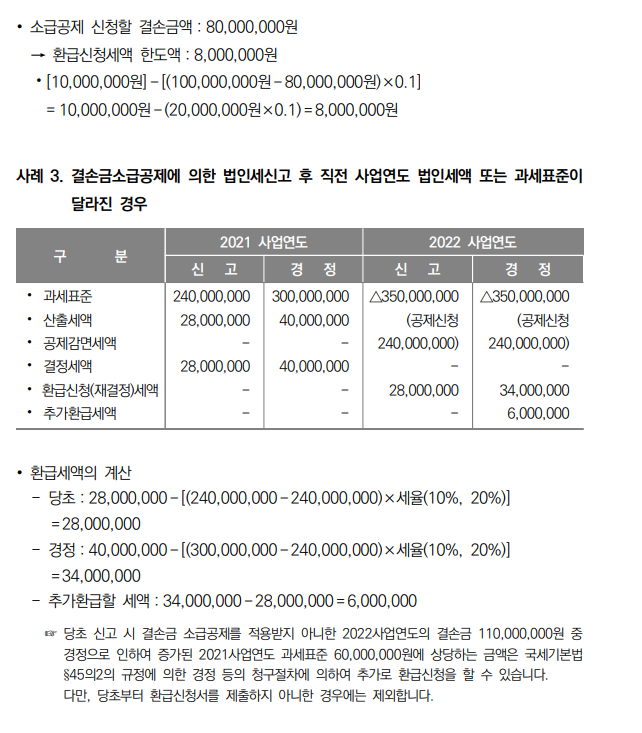 • 소급공제 신청할 결손금액 : 80,000,000원
→ 환급신청세액 한도액 : 8,000,000원
• [10,000,000원] − [(100,000,000원 − 80,000,000원) × 0.1]
= 10,000,000원 − (20,000,000원 × 0.1) = 8,000,000원
사례 3. 결손금소급공제에 의한 법인세신고 후 직전 사업연도 법인세액 또는 과세표준이
달라진 경우
구 분 2021 사업연도 2022 사업연도
신 고 경 정 신 고 경 정
• 과세표준 240,000,000 300,000,000 △350,000,000 △350,000,000
• 산출세액 28,000,000 40,000,000 (공제신청 (공제신청
• 공제감면세액 − − 240,000,000) 240,000,000)
• 결정세액 28,000,000 40,000,000 − −
• 환급신청(재결정)세액 − − 28,000,000 34,000,000
• 추가환급세액 − − − 6,000,000
• 환급세액의 계산
− 당초 : 28,000,000 − [(240,000,000 − 240,000,000) × 세율(10%, 20%)]
= 28,000,000
− 경정 : 40,000,000 − [(300,000,000 − 240,000,000) × 세율(10%, 20%)]
= 34,000,000
− 추가환급할 세액 : 34,000,000 − 28,000,000 = 6,000,000
☞ 당초 신고 시 결손금 소급공제를 적용받지 아니한 2022사업연도의 결손금 110,000,000원 중
경정으로 인하여 증가된 2021사업연도 과세표준 60,000,000원에 상당하는 금액은 국세기본법
§45의2의 규정에 의한 경정 등의 청구절차에 의하여 추가로 환급신청을 할 수 있습니다.
다만, 당초부터 환급신청서를 제출하지 아니한 경우에는 제외합니다.